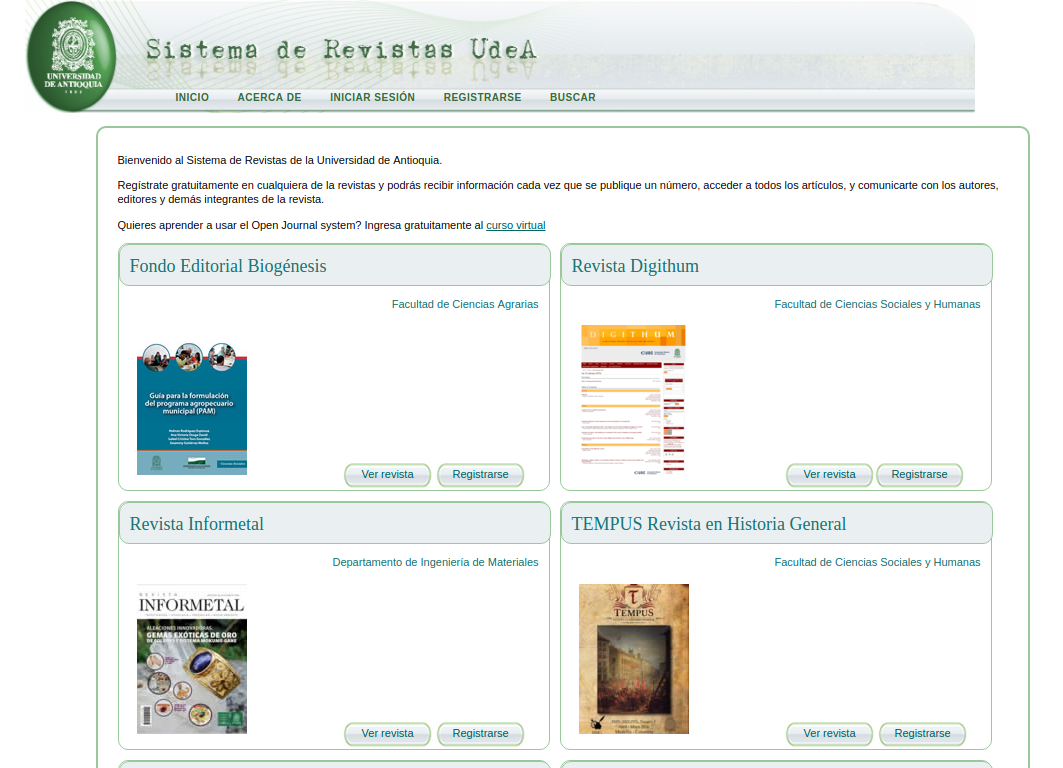 UNIVERSIDAD
DE ANTIOQUIA
1803
Sistema de Revistas UdeA
INICIO ACERCA DE INICIAR SESIÓN REGISTRARSE BUSCAR
Bienvenido al Sistema de Revistas de la Universidad de Antioquia.
Regístrate gratuitamente en cualquiera de la revistas y podrás recibir información cada vez que se publique un número, acceder a todos los artículos, y comunicarte con los autores,
editores y demás integrantes de la revista.
Quieres aprender a usar el Open Journal system? Ingresa gratuitamente al curso virtual
Fondo Editorial Biogénesis
Facultad de Ciencias Agrarias
Guía para la formulación
del programa agropecuario
municipal (PAM)
Ver revista Registrarse
Revista Digithum
Facultad de Ciencias Sociales y Humanas
DIGITHUM
Ver revista Registrarse
Revista Informetal
Departamento de Ingeniería de Materiales
REVISTA
INFORMETAL
ALEACIONES INNOVADORAS:
GEMAS EXÓTICAS DE ORO
Ver revista Registrarse
TEMPUS Revista en Historia General
Facultad de Ciencias Sociales y Humanas
TEMPUS
Ver revista Registrarse